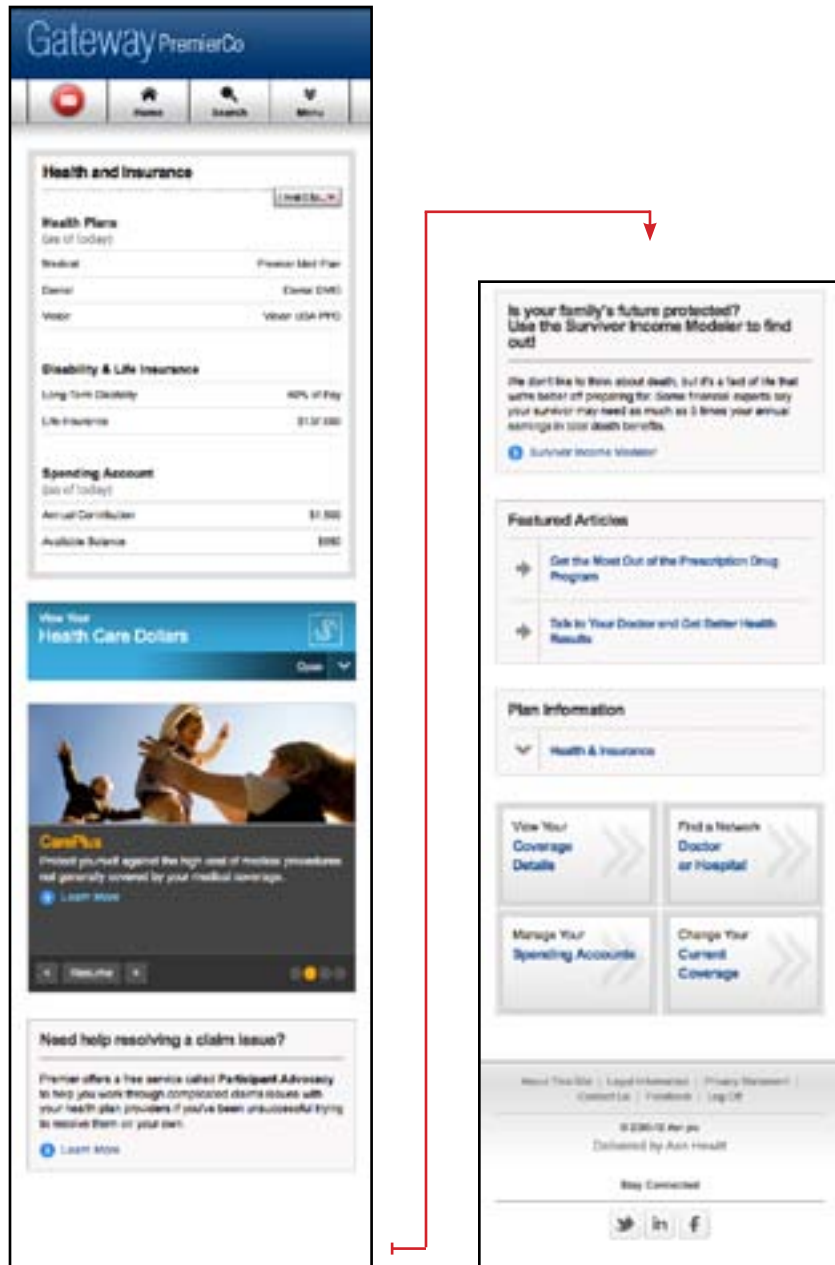 Gateway PremierCo
Home Search Menu
Health and Insurance
I want to...
Health Plans
(as of today)
Medical
Dental Dental DMO
Vision Vision USA PPO
Disability & Life Insurance
Long Term Disability 60% of Pay
Life Insurance
Spending Account
(as of today)
Annual Contribution
Available Balance
View Your
Health Care Dollars
Open
CarePlus
Protect yourself against the high cost of medical procedures
not generally covered by your medical coverage.
Learn More
Resume
Need help resolving a claim issue?
Premier offers a free service called Participant Advocacy
to help you work through complicated claims issues with
your health plan providers if you've been unsuccessful trying
to resolve them on your own.
Learn More
Is your family's future protected?
Use the Survivor Income Modeler to find
out!
We don't like to think about death, but it's a fact of life that
we're better off preparing for. Some financial experts say
your survivor may need as much as times your annual
earnings in total death benefits.
Survivor Income Modeler
Featured Articles
Get the Most Out of the Prescription Drug
Program
Talk to Your Doctor and Get Better Health
Results
Plan Information
Health & Insurance
View Your
Coverage
Details
Find a Network
Doctor
or Hospital
Manage Your
Spending Accounts
Change Your
Current
Coverage
About This Site | Legal Information | Privacy Statement |
Contact Us | Feedback | Log Off
Delivered by Aon Hewitt
Stay Connected
in f